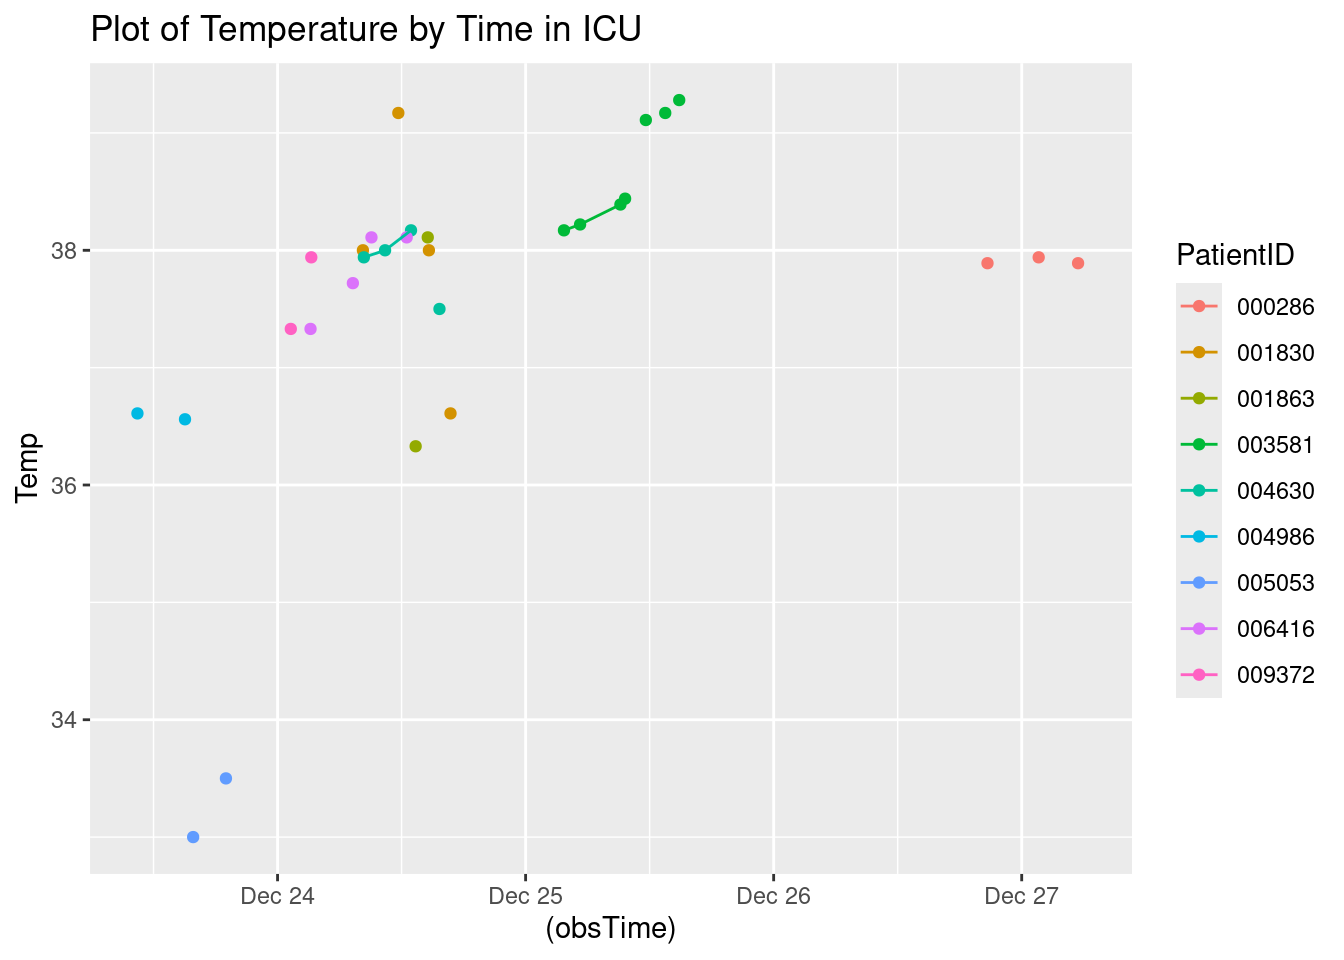 Plot of Temperature by Time in ICU
38
36
34
Temp
Dec 24
Dec 25
Dec 26
Dec 27
(obsTime)
PatientID
000286
001830
001863
003581
004630
004986
005053
006416
009372